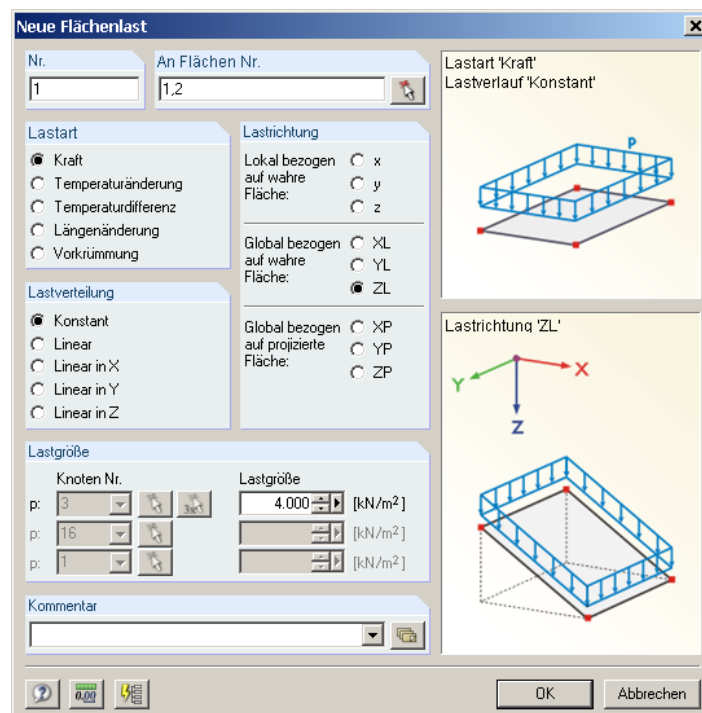 Neue Flächenlast
Nr.
1
An Flächen Nr.
1,2
Lastart
Kraft
Temperaturänderung
Temperaturdifferenz
Längenänderung
Vorkrümmung
Lastverteilung
Konstant
Linear
Linear in X
Linear in Y
Linear in Z
Lastrichtung
Lokal bezogen
auf wahre
Fläche:
x
y
z
Global bezogen
auf wahre
Fläche:
XL
YL
ZL
Global bezogen
auf projizierte
Fläche:
XP
YP
ZP
Lastgröße
Knoten Nr.
Lastgröße
p: 3 3x 4.000 [kN/m²]
p: 16 [kN/m²]
p: 1 [kN/m²]
Kommentar
0,00
OK
Abbrechen
Lastart 'Kraft'
Lastverlauf 'Konstant'
p
Lastrichtung 'ZL'
X
Y
Z